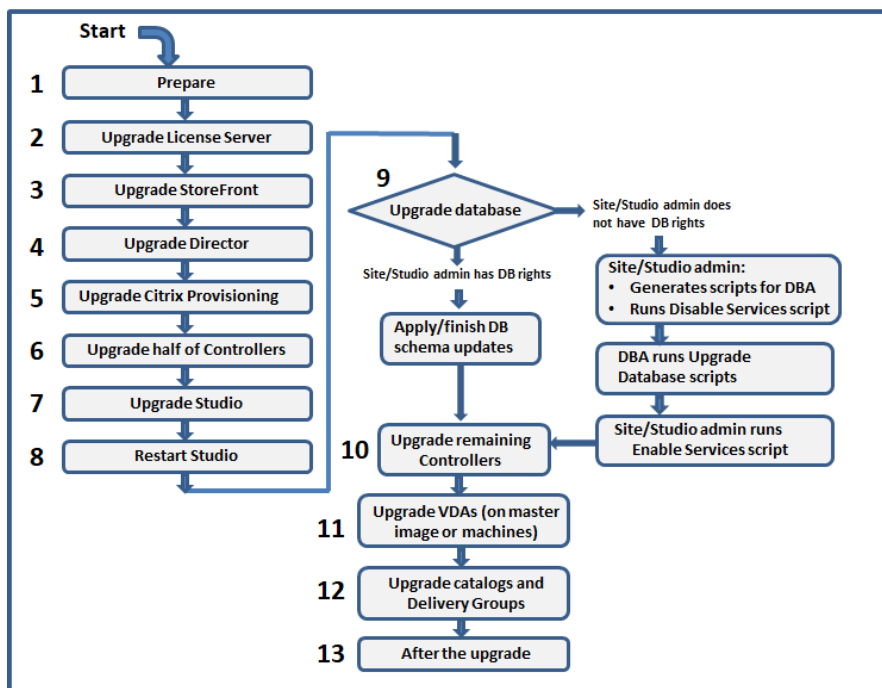 Start
1
Prepare
2
Upgrade License Server
3
Upgrade StoreFront
4
Upgrade Director
5
Upgrade Citrix Provisioning
6
Upgrade half of Controllers
7
Upgrade Studio
8
Restart Studio
9
Upgrade database
Site/Studio admin does
not have DB rights
Site/Studio admin has DB rights
Site/Studio admin:
• Generates scripts for DBA
• Runs Disable Services script
Apply/finish DB
schema updates
DBA runs Upgrade
Database scripts
Site/Studio admin runs
Enable Services script
10
Upgrade remaining
Controllers
11
Upgrade VDAs (on master
image or machines)
12
Upgrade catalogs and
Delivery Groups
13
After the upgrade